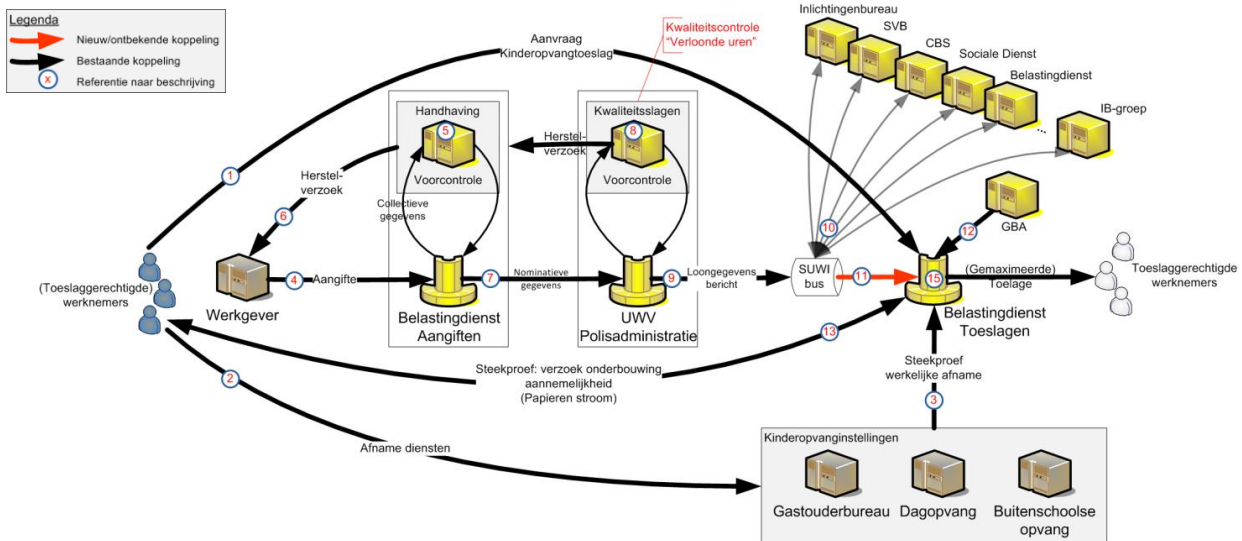 Legenda
Nieuw/ontbekende koppeling
Bestaande koppeling
x
Referentie naar beschrijving
Aanvraag
Kinderopvangtoeslag
Kwaliteitscontrole
“Verloonde uren”
Inlichtingenbureau
SVB
CBS
Sociale Dienst
Belastingdienst
...
IB-groep
Handhaving
5
Voorcontrole
Herstel-
verzoek
Kwaliteitsslagen
8
Voorcontrole
1
Herstel-
verzoek
6
Collectieve
gegevens
GBA
12
10
(Toeslaggerechtigde)
werknemers
Werkgever
4
Aangifte
7
Nominatieve
gegevens
9
Loongegevens
bericht
SUWI
bus
11
15
(Gemaximeerde)
Toelage
Toeslaggerechtigde
werknemers
Belastingdienst
Aangiften
UWV
Polisadministratie
Belastingdienst
Toeslagen
13
2
Steekproef: verzoek onderbouwing
aannemelijkheid
(Papieren stroom)
Steekproef
werkelijke afname
3
Afname diensten
Kinderopvanginstellingen
Gastouderbureau
Dagopvang
Buitenschoolse
opvang